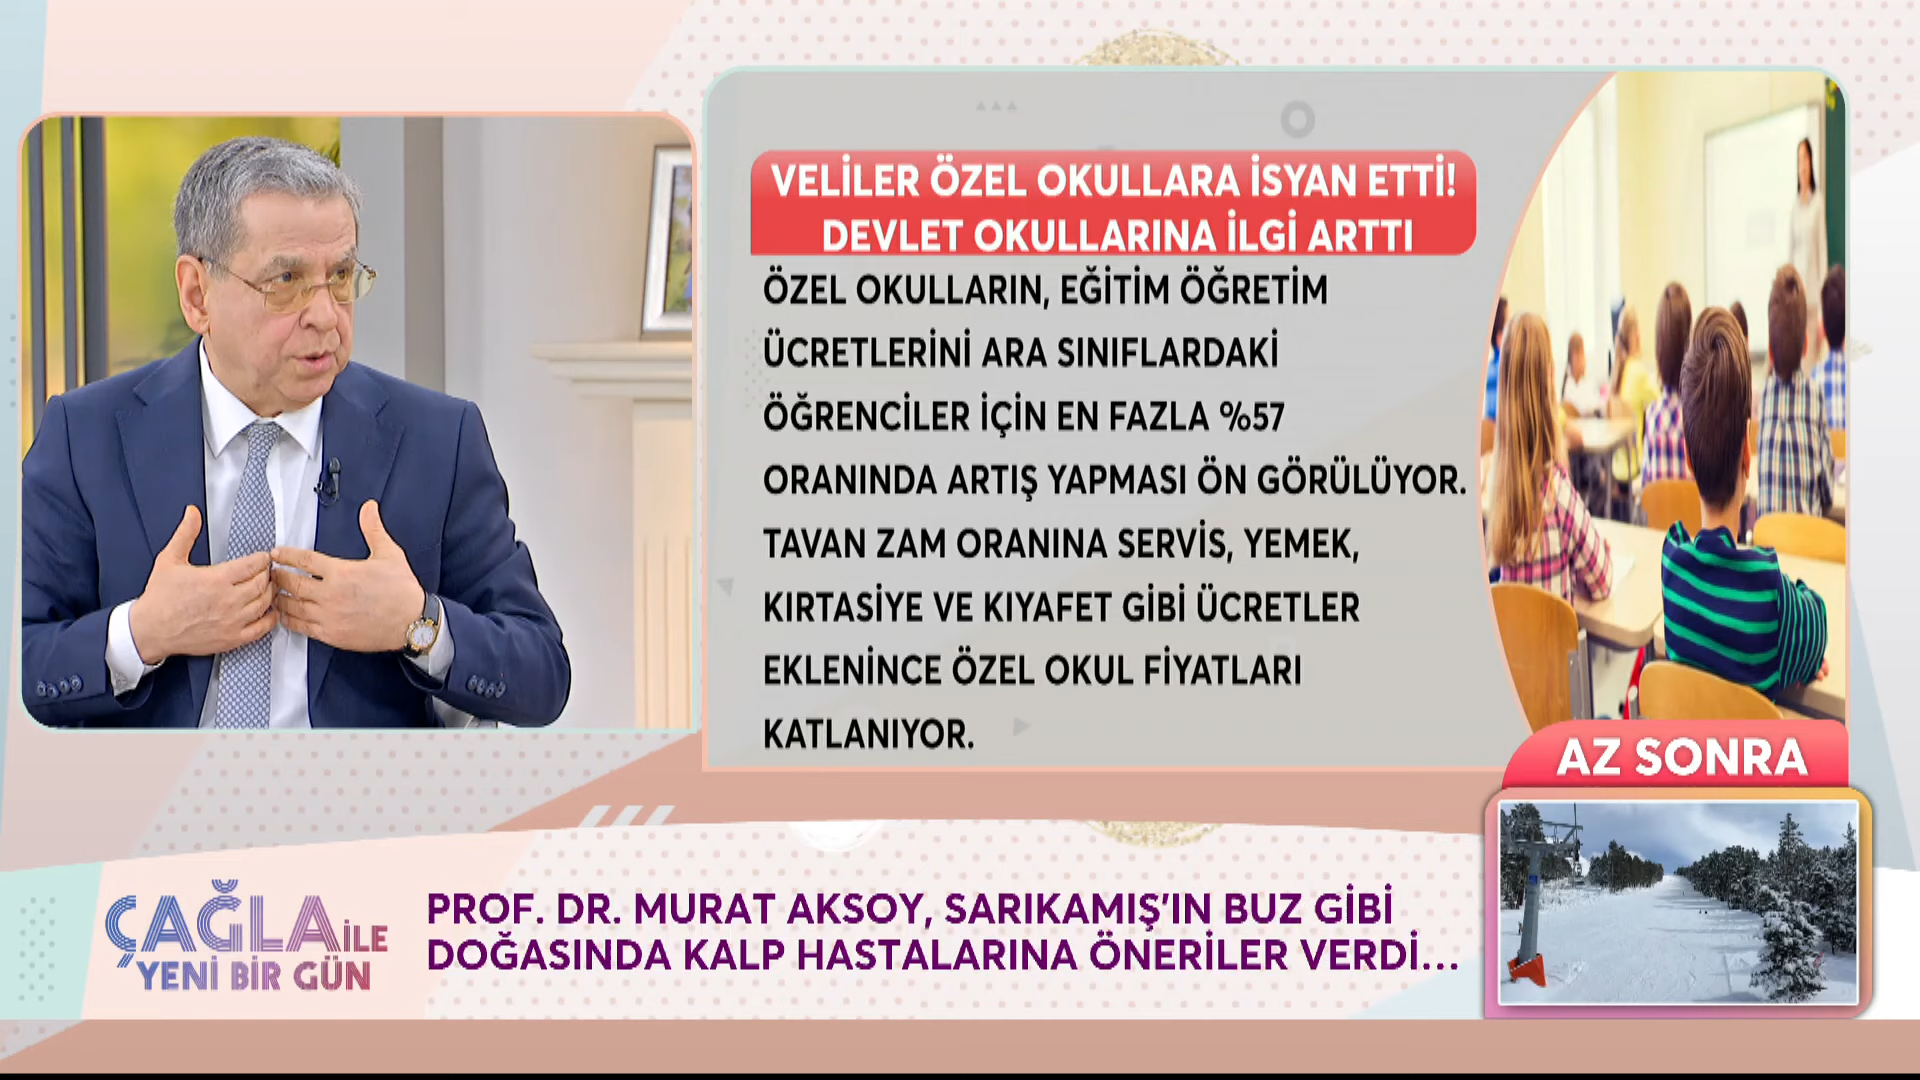 VELİLER ÖZEL OKULLARA İSYAN ETTİ!
DEVLET OKULLARINA İLGİ ARTTI
ÖZEL OKULLARIN, EĞİTİM ÖĞRETİM
ÜCRETLERİNİ ARA SINIFLARDAKİ
ÖĞRENCİLER İÇİN EN FAZLA %57
ORANINDA ARTIŞ YAPMASI ÖN GÖRÜLÜYOR.
TAVAN ZAM ORANINA SERVİS, YEMEK,
KIRTASİYE VE KIYAFET GİBİ ÜCRETLER
EKLENİNCE ÖZEL OKUL FİYATLARI
KATLANIYOR.
AZ SONRA
ÇAĞLA İLE
YENİ BİR GÜN
PROF. DR. MURAT AKSOY, SARIKAMIŞ'IN BUZ GİBİ
DOĞASINDA KALP HASTALARINA ÖNERİLER VERDİ...